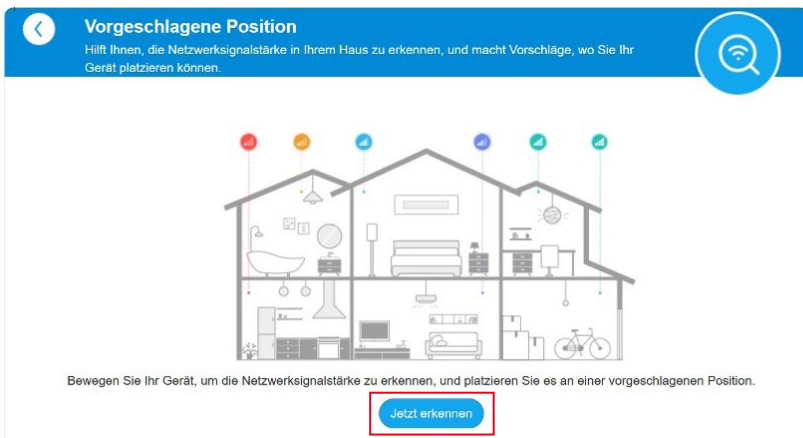 Vorgeschlagene Position
Hilft Ihnen, die Netzwerksignalstärke in Ihrem Haus zu erkennen, und macht Vorschläge, wo Sie Ihr
Gerät platzieren können.
Bewegen Sie Ihr Gerät, um die Netzwerksignalstärke zu erkennen, und platzieren Sie es an einer vorgeschlagenen Position.
Jetzt erkennen